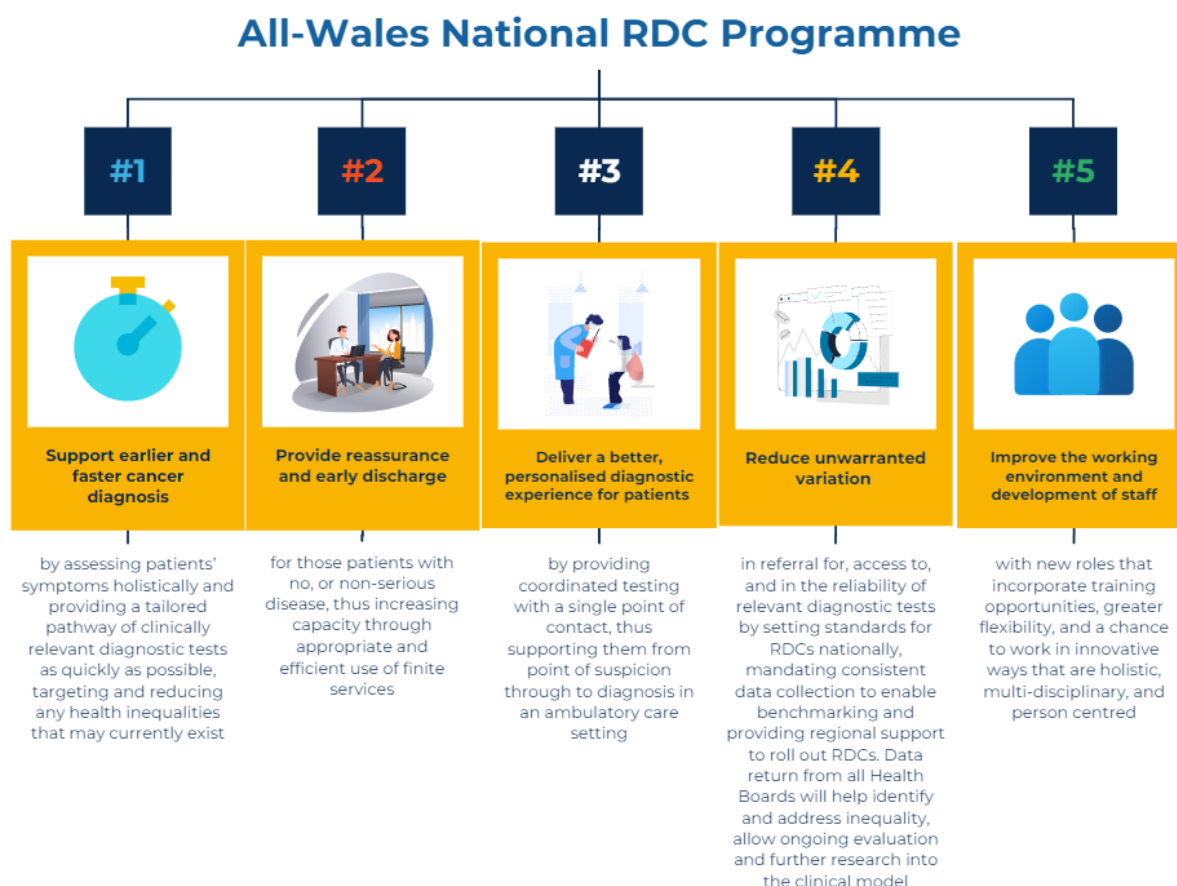 All-Wales National RDC Programme
#1
#2
#3
#4
#5
Support earlier and
faster cancer
diagnosis
by assessing patients'
symptoms holistically and
providing a tailored
pathway of clinically
relevant diagnostic tests
as quickly as possible,
targeting and reducing
any health inequalities
that may currently exist
Provide reassurance
and early discharge
for those patients with
no, or non-serious
disease, thus increasing
capacity through
appropriate and
efficient use of finite
services
Deliver a better,
personalised diagnostic
experience for patients
by providing
coordinated testing
with a single point of
contact, thus
supporting them from
point of suspicion
through to diagnosis in
an ambulatory care
setting
Reduce unwarranted
variation
in referral for, access to,
and in the reliability of
relevant diagnostic tests
by setting standards for
RDCs nationally,
mandating consistent
data collection to enable
benchmarking and
providing regional support
to roll out RDCs. Data
return from all Health
Boards will help identify
and address inequality,
allow ongoing evaluation
and further research into
the clinical model
Improve the working
environment and
development of staff
with new roles that
incorporate training
opportunities, greater
flexibility, and a chance
to work in innovative
ways that are holistic,
multi-disciplinary, and
person centred